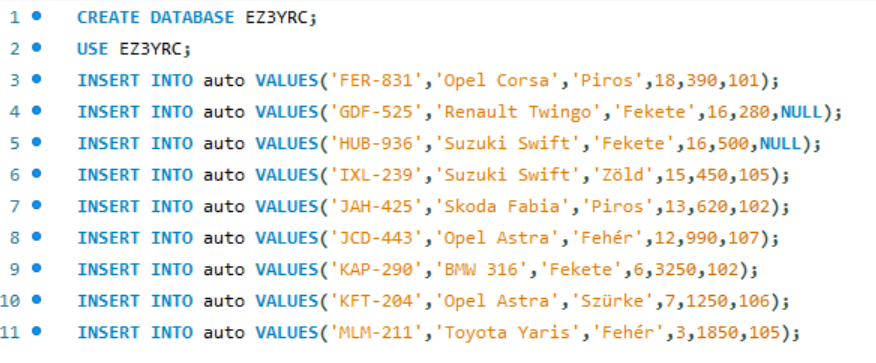 1 CREATE DATABASE EZ3YRC;
2 USE EZ3YRC;
3 INSERT INTO auto VALUES('FER-831','Opel Corsa','Piros',18,390,101);
4 INSERT INTO auto VALUES('GDF-525','Renault Twingo','Fekete',16,280,NULL);
5 INSERT INTO auto VALUES('HUB-936','Suzuki Swift','Fekete',16,500,NULL);
6 INSERT INTO auto VALUES('IXL-239','Suzuki Swift','Zöld',15,450,105);
7 INSERT INTO auto VALUES('JAH-425','Skoda Fabia','Piros',13,620,102);
8 INSERT INTO auto VALUES('JCD-443','Opel Astra','Fehér',12,990,107);
9 INSERT INTO auto VALUES('KAP-290','BMW 316','Fekete',6,3250,102);
10 INSERT INTO auto VALUES('KFT-204','Opel Astra','Szürke',7,1250,106);
11 INSERT INTO auto VALUES('MLM-211','Toyota Yaris','Fehér',3,1850,105);